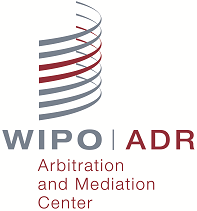 WIPO | ADR
Arbitration
and Mediation
Center